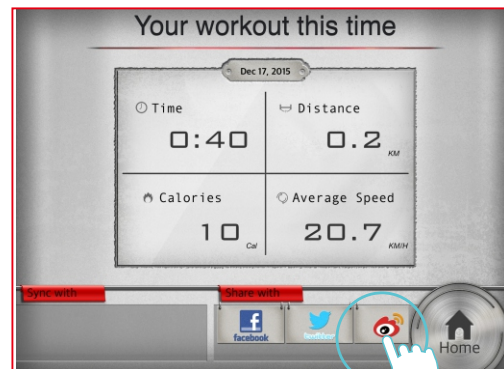 Your workout this time
Dec 17, 2015
Time
Distance
0:40
0.2
KM
Calories
Average Speed
10
Cal
20.7
KM/H
Sync with
Share with
facebook
twitter
Home